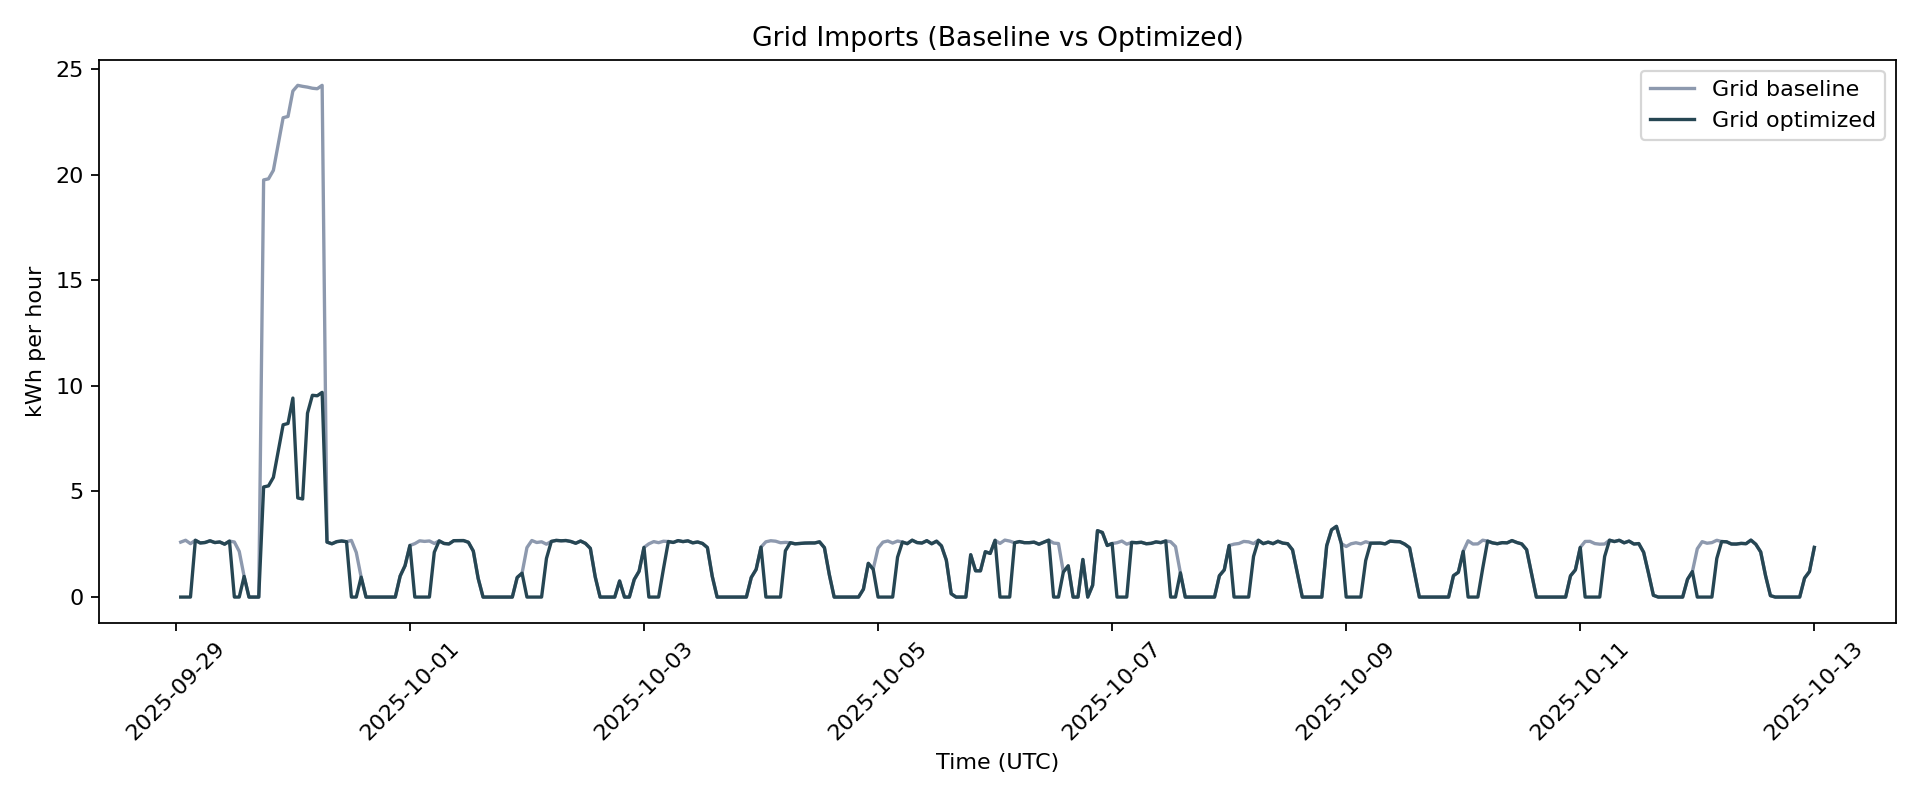 Grid Imports (Baseline vs Optimized)
Grid baseline
Grid optimized
kWh per hour
25
20
15
10
5
0
2025-09-29
2025-10-01
2025-10-03
2025-10-05
2025-10-07
2025-10-09
2025-10-11
2025-10-13
Time (UTC)